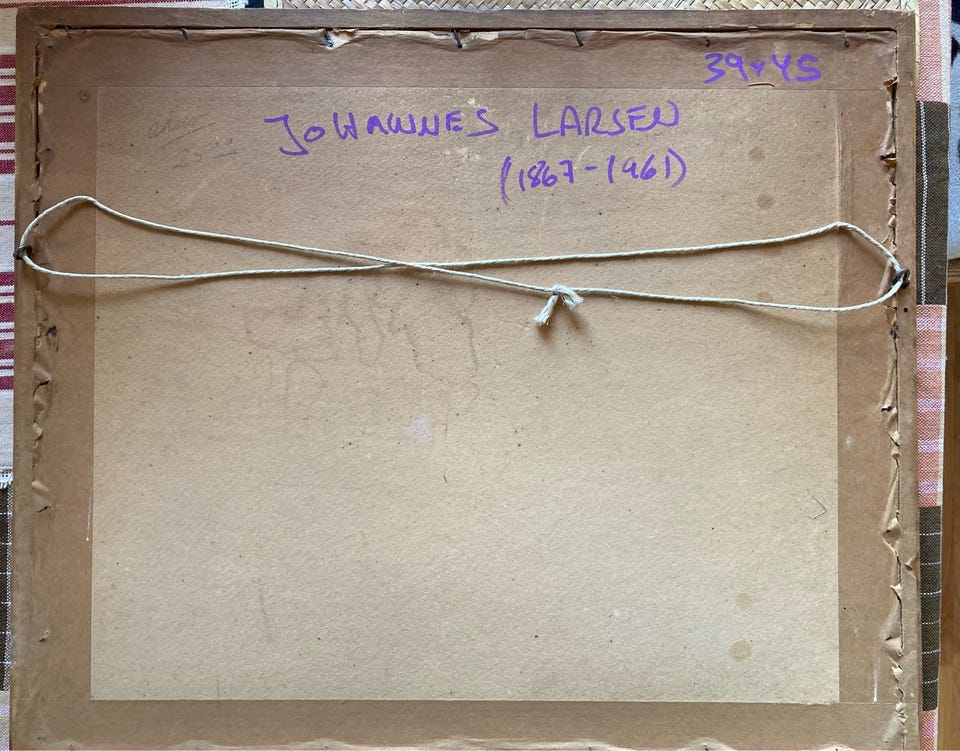 39x45
JOHANNES LARSEN
(1867-1961)